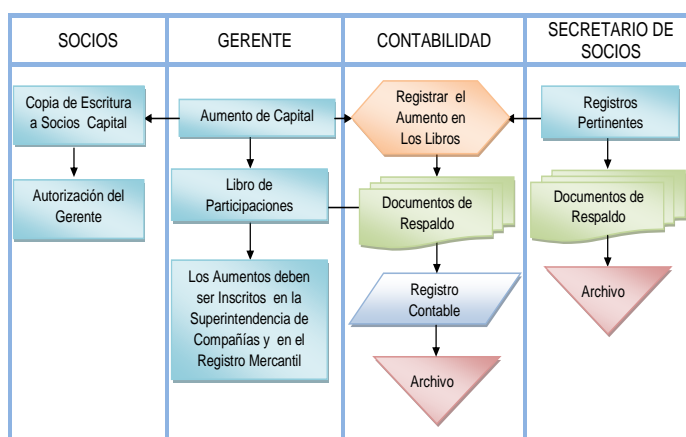 SOCIOS
GERENTE
CONTABILIDAD
SECRETARIO DE
SOCIOS
Copia de Escritura
a Socios Capital
Autorización del
Gerente
Aumento de Capital
Libro de
Participaciones
Los Aumentos deben
ser Inscritos en la
Superintendencia de
Compañías y en el
Registro Mercantil
Registrar el
Aumento en
Los Libros
Documentos de
Respaldo
Registro
Contable
Archivo
Registros
Pertinentes
Documentos de
Respaldo
Archivo